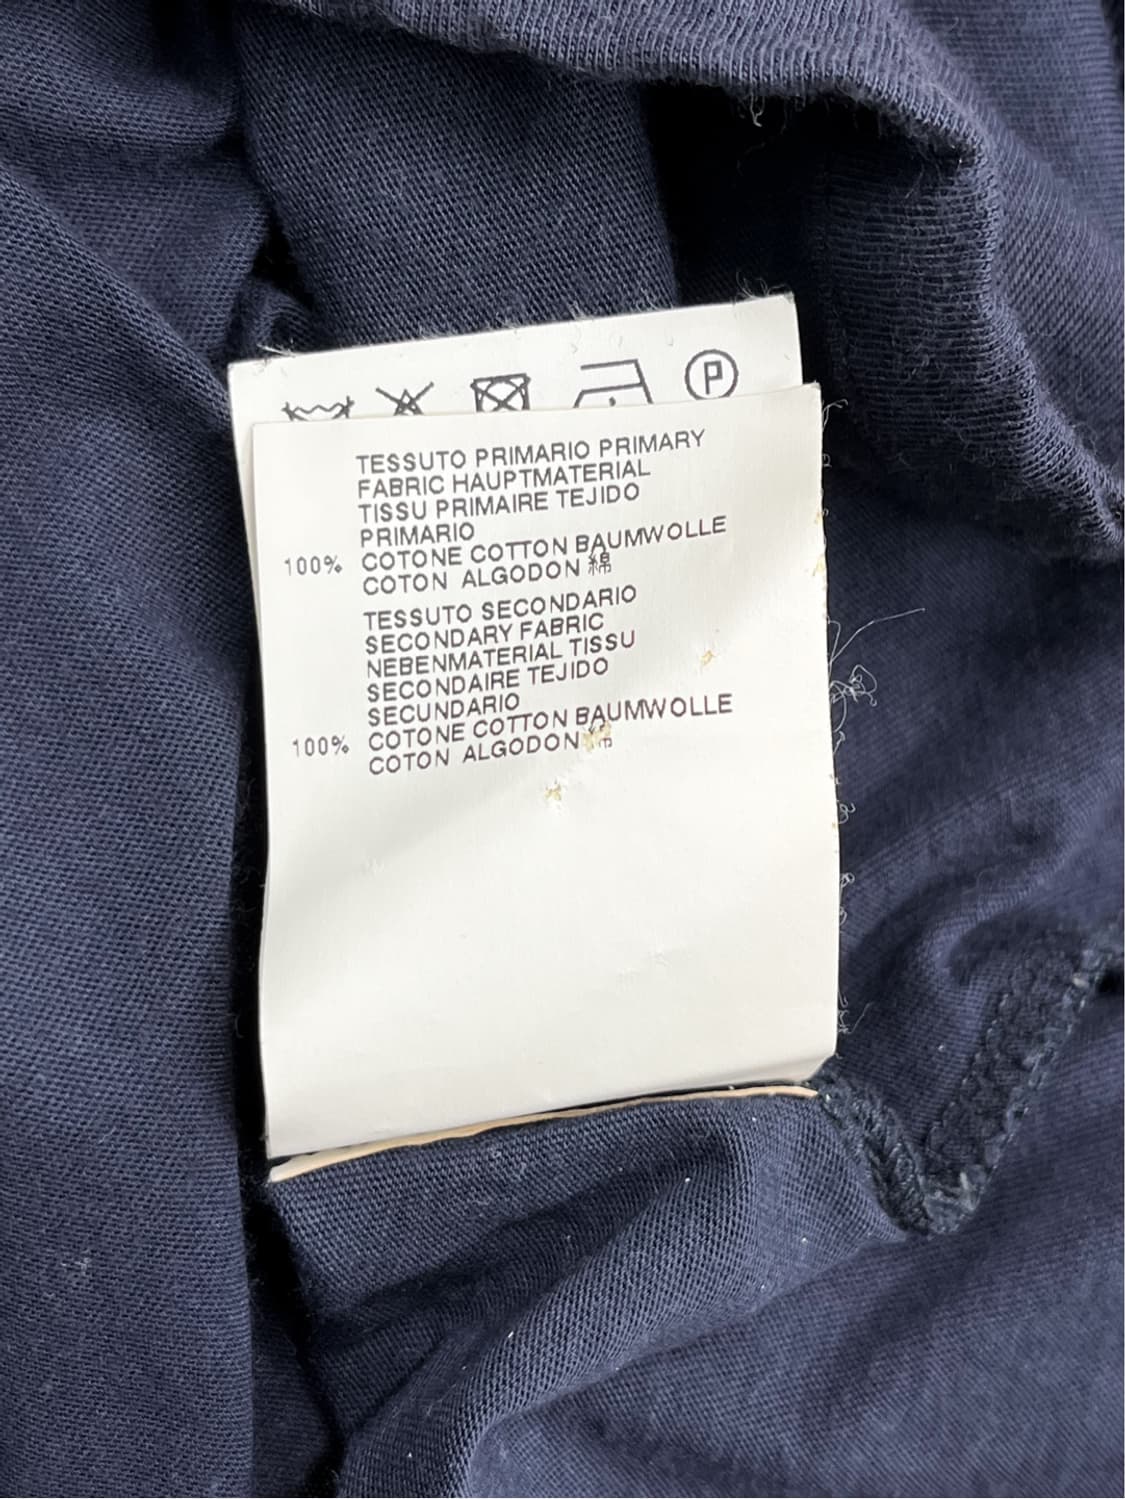 P
TESSUTO PRIMARIO PRIMARY
FABRIC HAUPTMATERIAL
TISSU PRIMAIRE TEJIDO
PRIMARIO
100% COTONE COTTON BAUMWOLLE
COTON ALGODON 綿
TESSUTO SECONDARIO
SECONDARY FABRIC
NEBENMATERIAL TISSU
SECONDAIRE TEJIDO
SECUNDARIO
100% COTONE COTTON BAUMWOLLE
COTON ALGODON